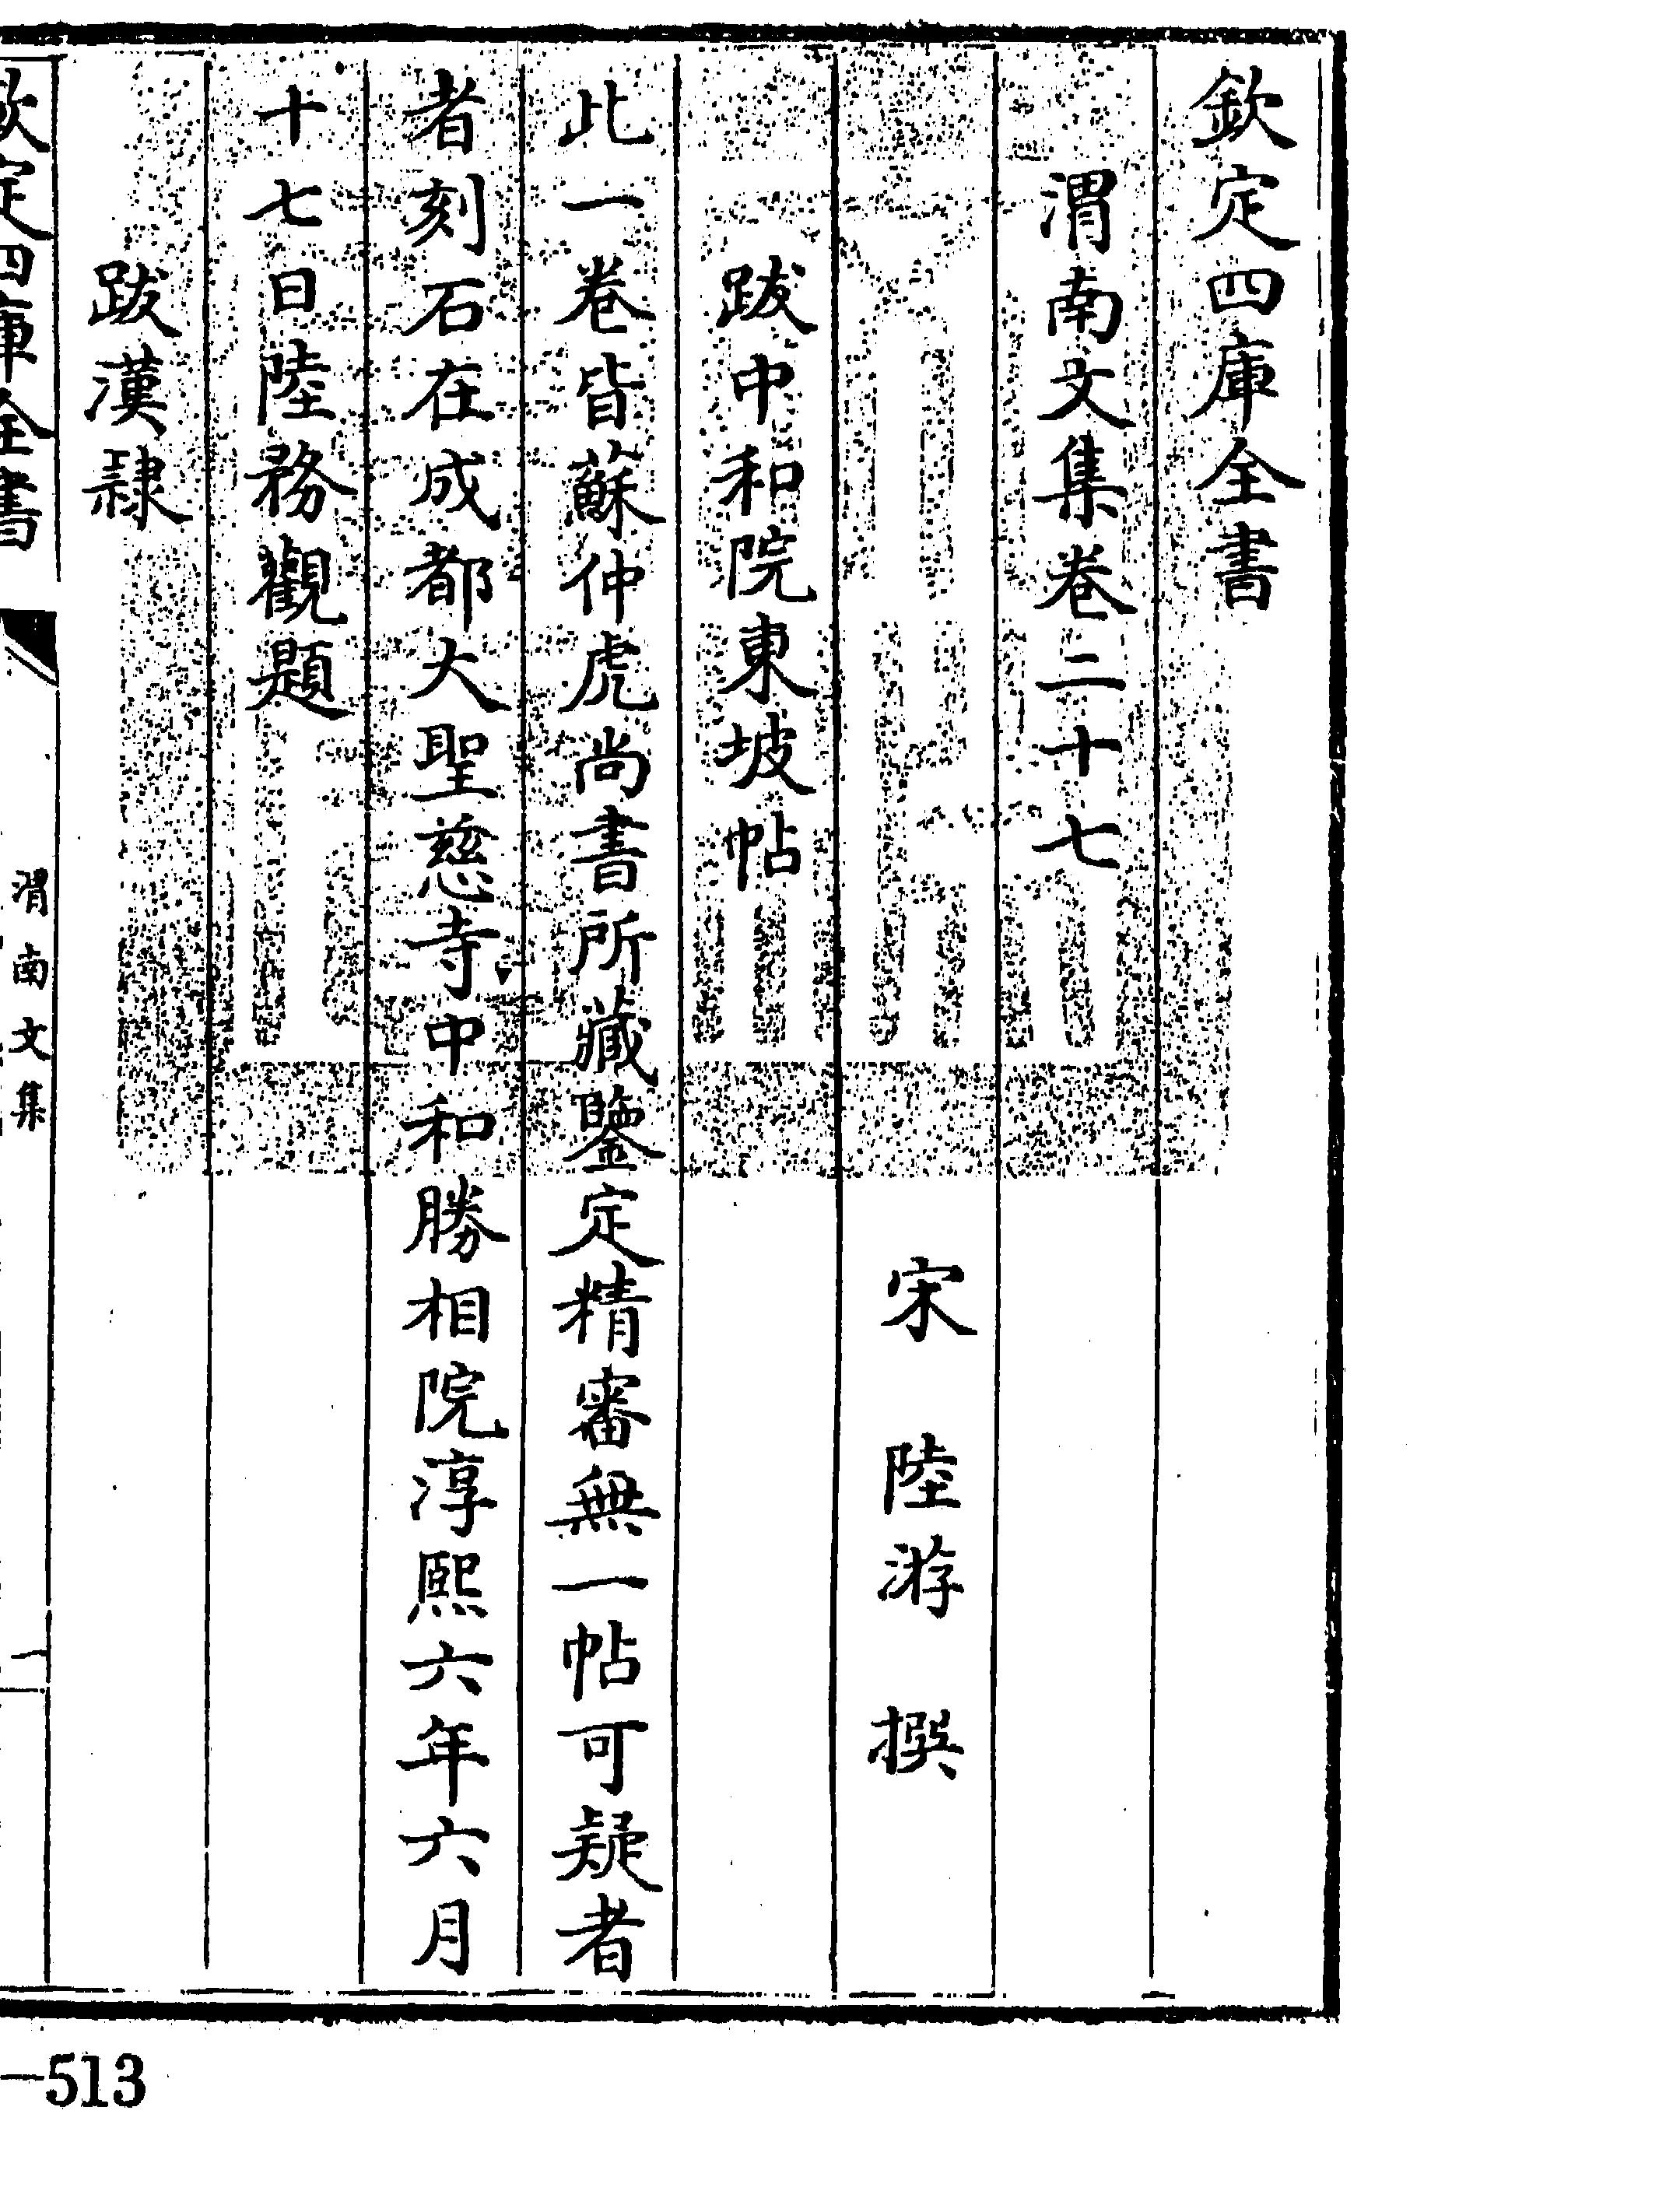 欽定四庫全書
渭南文集卷二十七
宋 陸游 撰
跋中和院東坡帖
此一卷皆蘇仲虎尚書所藏鑒定精審無一帖可疑者
者刻石在成都大聖慈寺中和勝相院淳熙六年六月
十七日陸務觀題
跋漢隸
欽定四庫全書
渭南文集
一
—513